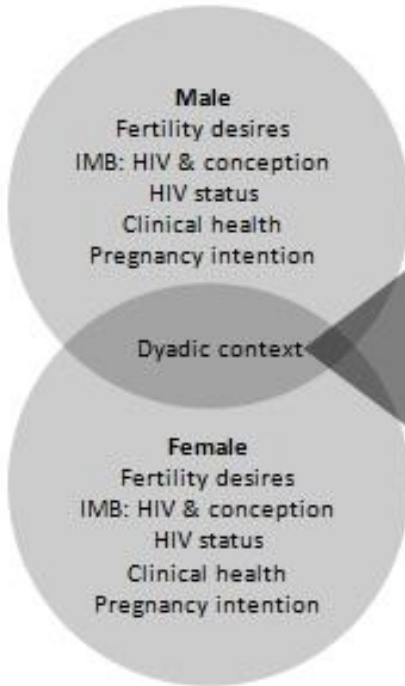 Male
Fertility desires
IMB: HIV & conception
HIV status
Clinical health
Pregnancy intention
Dyadic context
Female
Fertility desires
IMB: HIV & conception
HIV status
Clinical health
Pregnancy intention